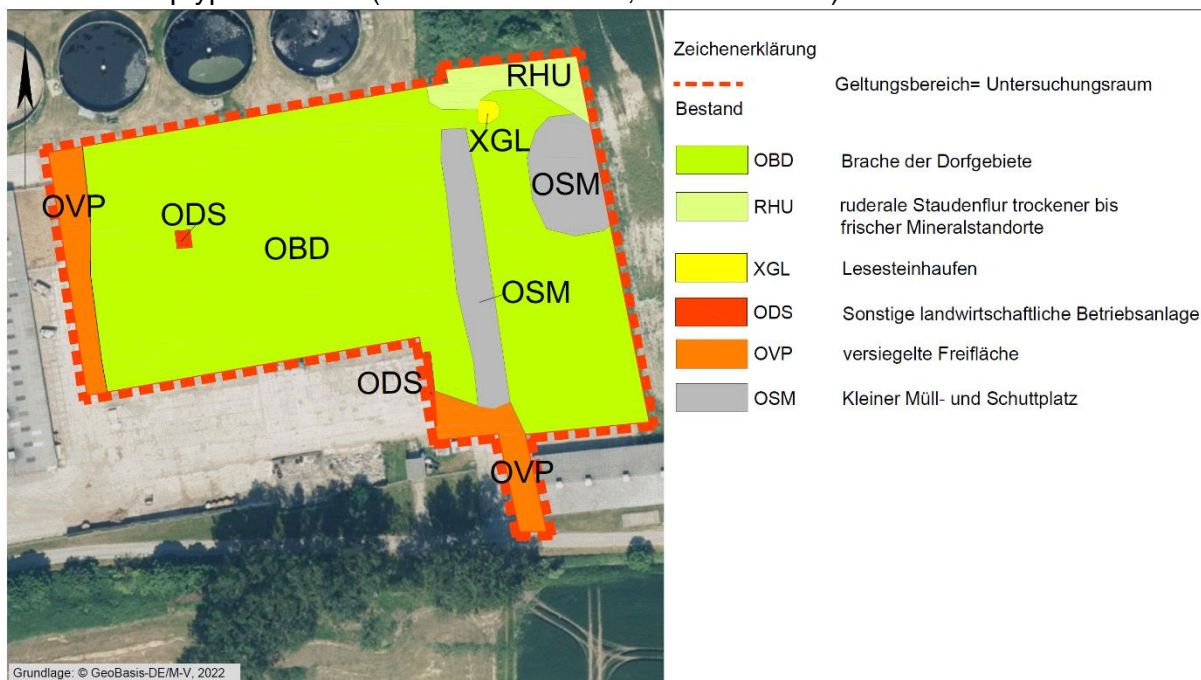 RHU
XGL
OSM
OVP
ODS
OBD
OSM
ODS
OVP
Grundlage: © GeoBasis-DE/M-V, 2022
Zeichenerklärung
Geltungsbereich= Untersuchungsraum
Bestand
OBD Brache der Dorfgebiete
RHU ruderale Staudenflur trockener bis
frischer Mineralstandorte
XGL Lesesteinhaufen
ODS Sonstige landwirtschaftliche Betriebsanlage
OVP versiegelte Freifläche
OSM Kleiner Müll- und Schuttplatz